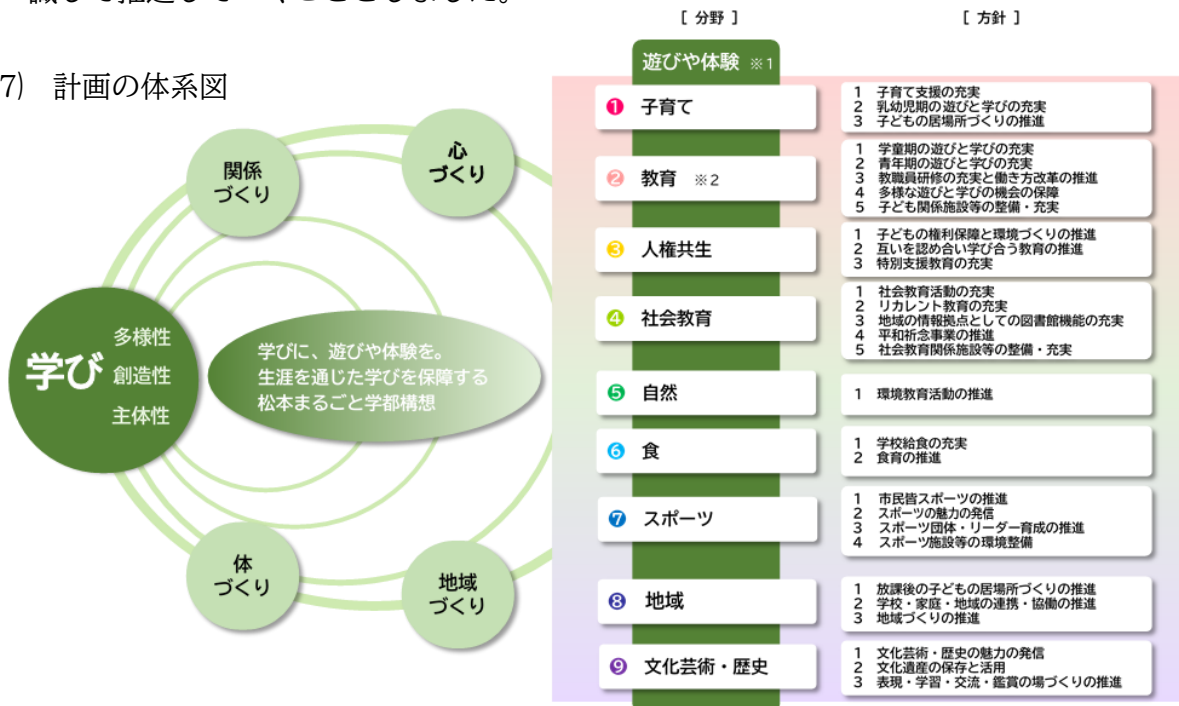 7) 計画の体系図
関係
づくり
心
づくり
学び
多様性
創造性
主体性
学びに、遊びや体験を。
生涯を通じた学びを保障する
松本まるごと学都構想
体
づくり
地域
づくり
[ 分野 ]
[ 方針 ]
遊びや体験 ※1
❶ 子育て
1 子育て支援の充実
2 乳幼児期の遊びと学びの充実
3 子どもの居場所づくりの推進
❷ 教育 ※2
1 学童期の遊びと学びの充実
2 青年期の遊びと学びの充実
3 教職員研修の充実と働き方改革の推進
4 多様な遊びと学びの機会の保障
5 子ども関係施設等の整備・充実
❸ 人権共生
1 子どもの権利保障と環境づくりの推進
2 互いを認め合い学び合う教育の推進
3 特別支援教育の充実
❹ 社会教育
1 社会教育活動の充実
2 リカレント教育の充実
3 地域の情報拠点としての図書館機能の充実
4 平和祈念事業の推進
5 社会教育関係施設等の整備・充実
❺ 自然
1 環境教育活動の推進
❻ 食
1 学校給食の充実
2 食育の推進
❼ スポーツ
1 市民皆スポーツの推進
2 スポーツの魅力の発信
3 スポーツ団体・リーダー育成の推進
4 スポーツ施設等の環境整備
❽ 地域
1 放課後の子どもの居場所づくりの推進
2 学校・家庭・地域の連携・協働の推進
3 地域づくりの推進
❾ 文化芸術・歴史
1 文化芸術・歴史の魅力の発信
2 文化遺産の保存と活用
3 表現・学習・交流・鑑賞の場づくりの推進